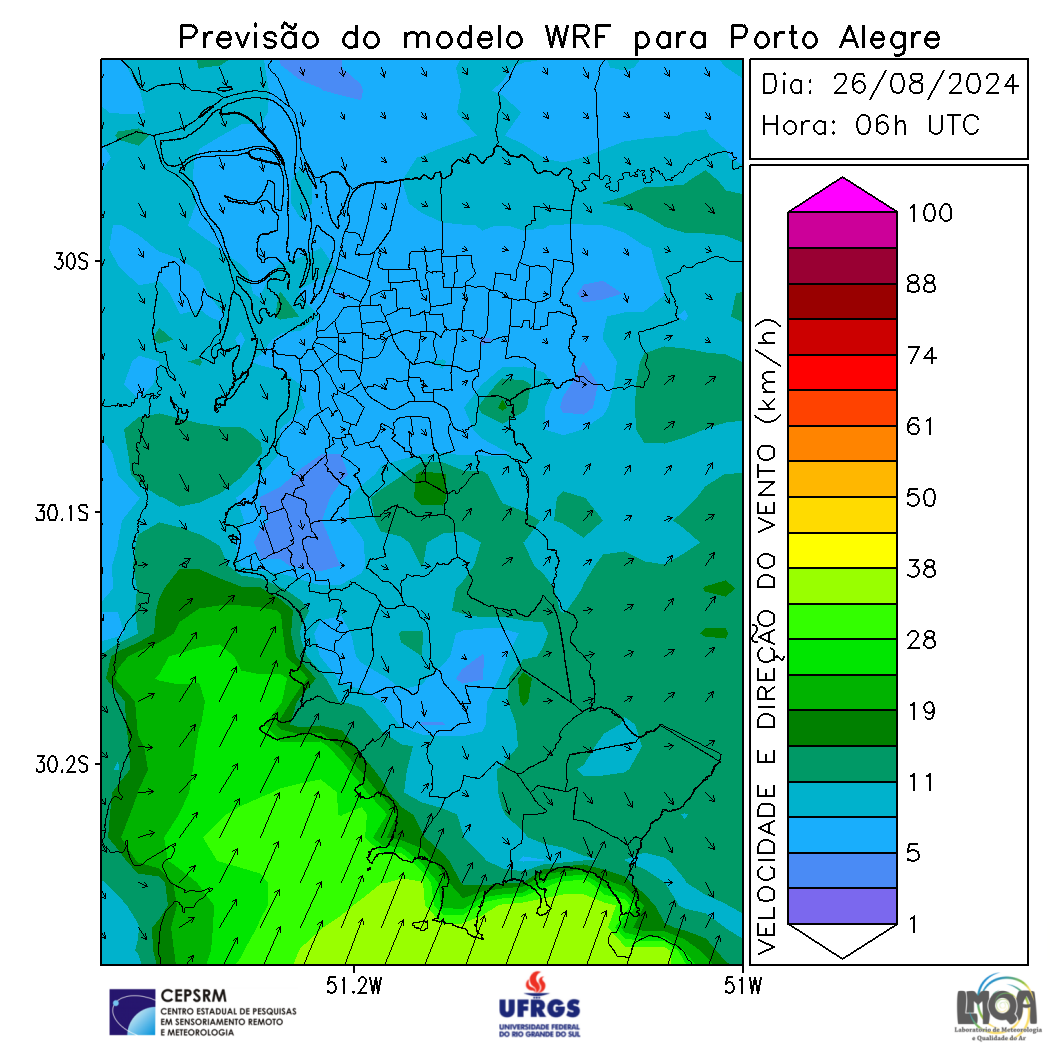 Previsão do modelo WRF para Porto Alegre
Dia: 26/08/2024
Hora: 06h UTC
30S
30.1S
30.2S
51.2W
51W
VELOCIDADE E DIREÇÃO DO VENTO (km/h)
100
88
74
61
50
38
28
19
11
5
1
CEPSRM
CENTRO ESTADUAL DE PESQUISAS
EM SENSORIAMENTO REMOTO
E METEOROLOGIA
UFRGS
UNIVERSIDADE FEDERAL
DO RIO GRANDE DO SUL
LMQA
Laboratório de Meteorologia
e Qualidade do Ar